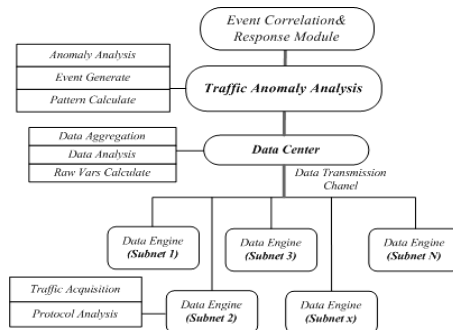 Event Correlation&
Response Module
Anomaly Analysis
Event Generate
Pattern Calculate
Traffic Anomaly Analysis
Data Aggregation
Data Analysis
Raw Vars Calculate
Data Center
Data Transmission
Chanel
Data Engine
(Subnet 1)
Data Engine
(Subnet 3)
Data Engine
(Subnet N)
Traffic Acquisition
Protocol Analysis
Data Engine
(Subnet 2)
Data Engine
(Subnet x)